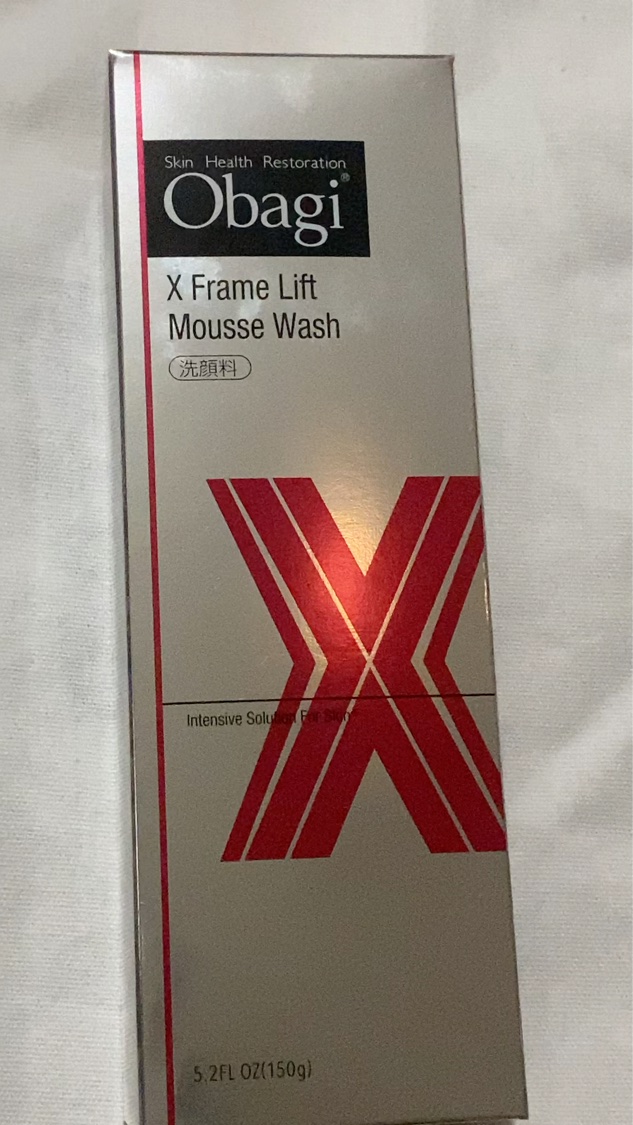 Skin Health Restoration
Obagi®
X Frame Lift
Mousse Wash
洗顔料
X
Intensive Solution For Skin
5.2FL OZ(150g)